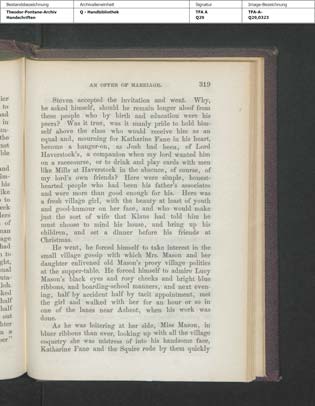 Bestandsbezeichnung
Archivalieneinheit
Signatur
Image-Bezeichnung
Theodor-Fontane-Archiv
Handschriften
Q - Handbibliothek
TFA A
Q29
TFA-A-
Q29,0323
AN OFFER OF MARRIAGE. 319
Steven accepted the invitation and went. Why,
he asked himself, should he remain longer aloof from
these people who by birth and education were his
peers? Was it true, was it manly pride to hold him-
self above the class who would receive him as an
equal and, mourning for Katharine Fane in his heart,
become a hanger-on, as Josh had been, of Lord
Haverstock's, a companion when my lord wanted him
on a racecourse, or to drink and play cards with men
like Mills at Haverstock in the absence, of course, of
my lord's own friends? Here were simple, honest-
hearted people who had been his father's associates
and were more than good enough for his. Here was
a fresh village girl, with the beauty at least of youth
and good-humour on her face, and who would make
just the sort of wife that Klaus had told him he
must choose to mind his house, and bring up his
children, and set a dinner before his friends at
Christmas.
He went, he forced himself to take interest in the
small village gossip with which Mrs. Mason and her
daughter enlivened old Mason's prosy village politics
at the supper-table. He forced himself to admire Lucy
Mason's black eyes and rosy cheeks and bright blue
ribbons, and boarding-school manners, and next even-
ing, half by accident half by tacit appointment, met
the girl and walked with her for an hour or so in
one of the lanes near Ashent, when his work was
done.
As he was loitering at her side, Miss Mason, in
bluer ribbons than ever, looking up with all the village
coquetry she was mistress of into his handsome face,
Katharine Fane and the Squire rode by them quickly